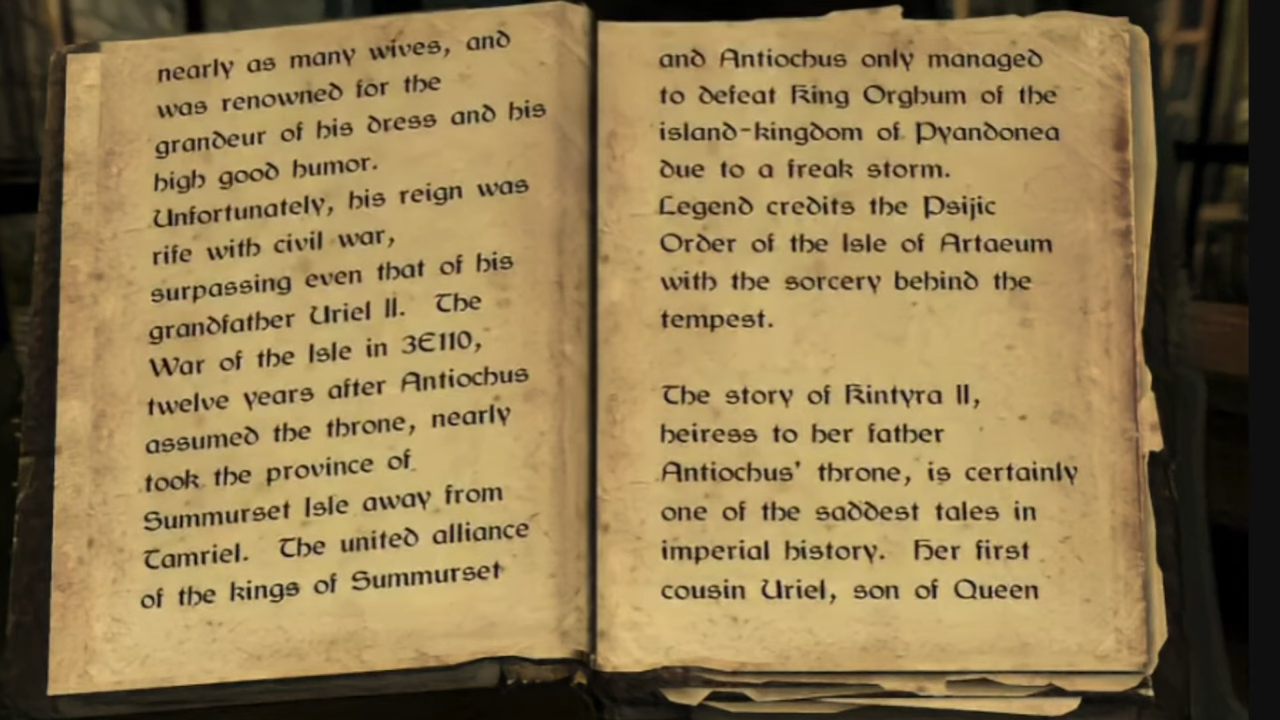 nearly as many wives, and
was renowned for the
grandeur of his dress and his
high good humor.
Unfortunately, his reign was
rife with civil war,
surpassing even that of his
grandfather Uriel II.  The
War of the Isle in 3E110,
twelve years after Antiochus
assumed the throne, nearly
took the province of
Summurset Isle away from
Tamriel.  The united alliance
of the kings of Summurset
and Antiochus only managed
to defeat King Orghum of the
island-kingdom of Pyandonea
due to a freak storm.
Legend credits the Psijic
Order of the Isle of Artaeum
with the sorcery behind the
tempest.
The story of Kintyra II,
heiress to her father
Antiochus' throne, is certainly
one of the saddest tales in
imperial history.  Her first
cousin Uriel, son of Queen